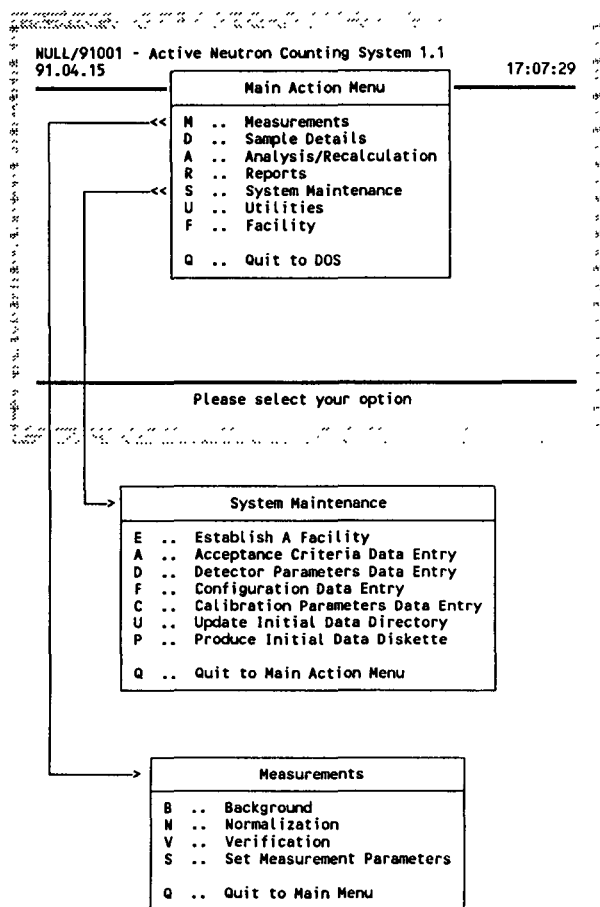 NULL/91001 - Active Neutron Counting System 1.1
91.04.15 17:07:29
Main Action Menu
<< M .. Measurements
D .. Sample Details
A .. Analysis/Recalculation
R .. Reports
<< S .. System Maintenance
U .. Utilities
F .. Facility
Q .. Quit to DOS
Please select your option
System Maintenance
E .. Establish A Facility
A .. Acceptance Criteria Data Entry
D .. Detector Parameters Data Entry
F .. Configuration Data Entry
C .. Calibration Parameters Data Entry
U .. Update Initial Data Directory
P .. Produce Initial Data Diskette
Q .. Quit to Main Action Menu
Measurements
B .. Background
N .. Normalization
V .. Verification
S .. Set Measurement Parameters
Q .. Quit to Main Menu